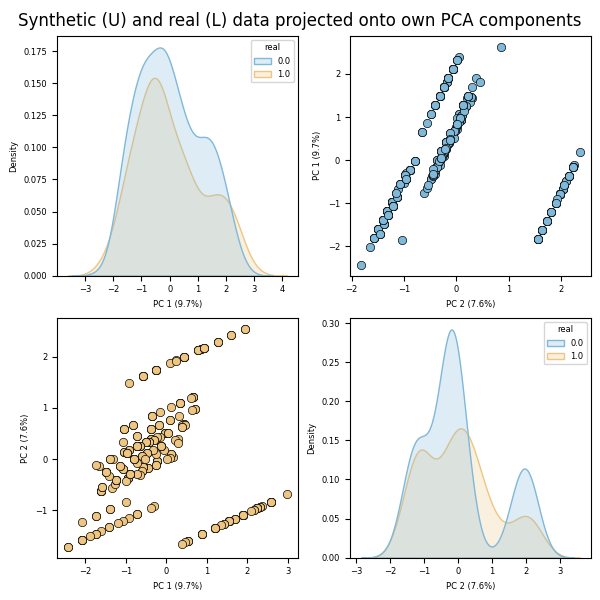 Synthetic (U) and real (L) data projected onto own PCA components
0.175
0.150
0.125
0.100
0.075
0.050
0.025
0.000
Density
−3 −2 −1 0 1 2 3 4
PC 1 (9.7%)
real
0.0
1.0
2
1
0
−1
−2
PC 1 (9.7%)
−2 −1 0 1 2
PC 2 (7.6%)
2
1
0
−1
PC 2 (7.6%)
−2 −1 0 1 2 3
PC 1 (9.7%)
0.30
0.25
0.20
0.15
0.10
0.05
0.00
Density
−3 −2 −1 0 1 2 3
PC 2 (7.6%)
real
0.0
1.0